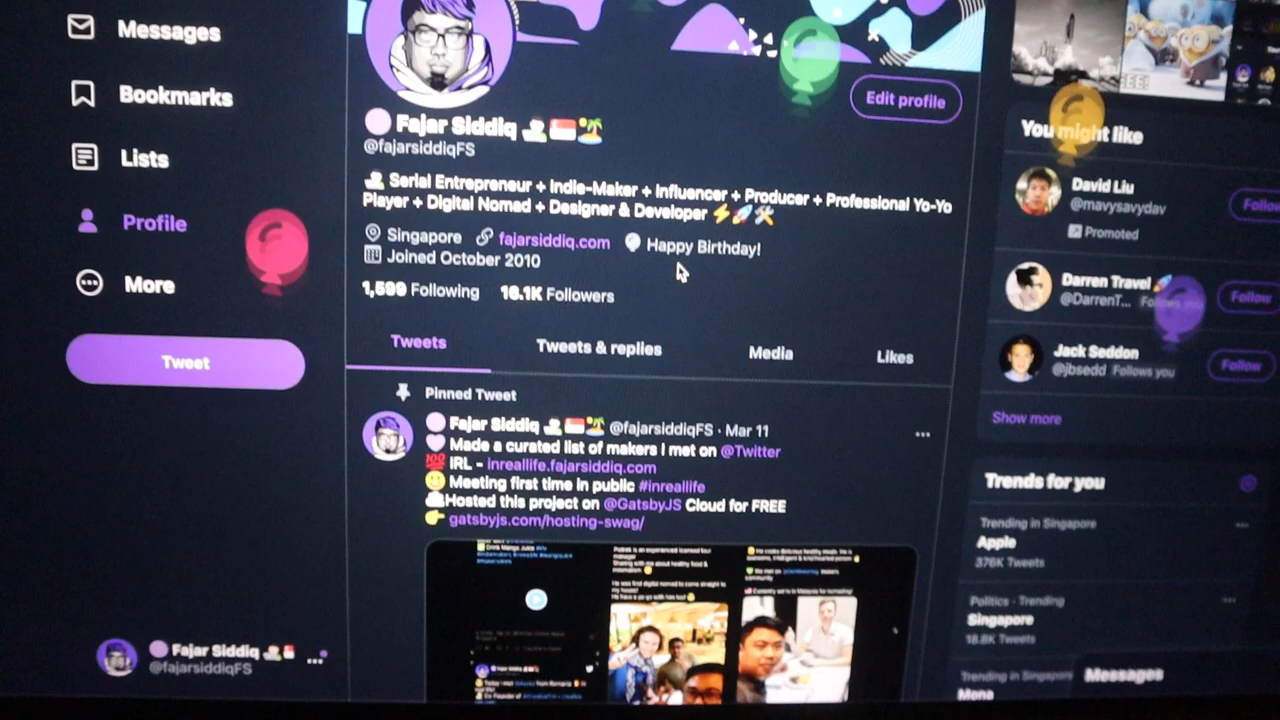 Messages
Bookmarks
Lists
Profile
More
Tweet
Fajar Siddiq
@fajarsiddiqFS
Edit profile
Fajar Siddiq
@fajarsiddiqFS
Serial Entrepreneur + Indie-Maker + Influencer + Producer + Professional Yo-Yo
Player + Digital Nomad + Designer & Developer ⚡🚀🛠
Singapore fajarsiddiq.com Happy Birthday!
Joined October 2010
1,599 Following 16.1K Followers
Tweets Tweets & replies Media Likes
Pinned Tweet
Fajar Siddiq @fajarsiddiqFS · Mar 11
Made a curated list of makers I met on @Twitter
💯 IRL - inreallife.fajarsiddiq.com
Meeting first time in public #inreallife
Hosted this project on @GatsbyJS Cloud for FREE
👉 gatsbyjs.com/hosting-swag/
You might like
David Liu
@mavysavydav
Promoted
Darren Travel 🚀
@DarrenT... Follows you
Follow
Jack Seddon
@jbsedd Follows you
Follow
Show more
Trends for you
Trending in Singapore
Apple
376K Tweets
Politics · Trending
Singapore
18.8K Tweets
Trending in Singapore
Mona
Messages